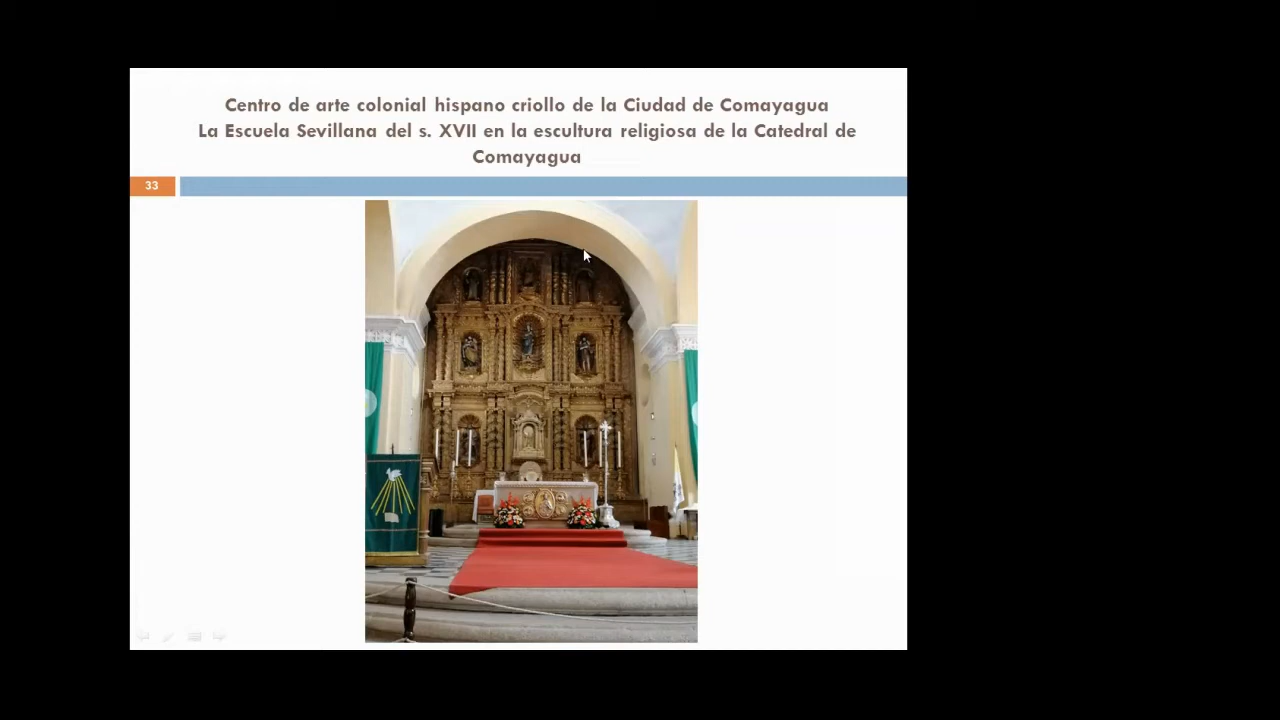 Centro de arte colonial hispano criollo de la Ciudad de Comayagua
La Escuela Sevillana del s. XVII en la escultura religiosa de la Catedral de
Comayagua
33